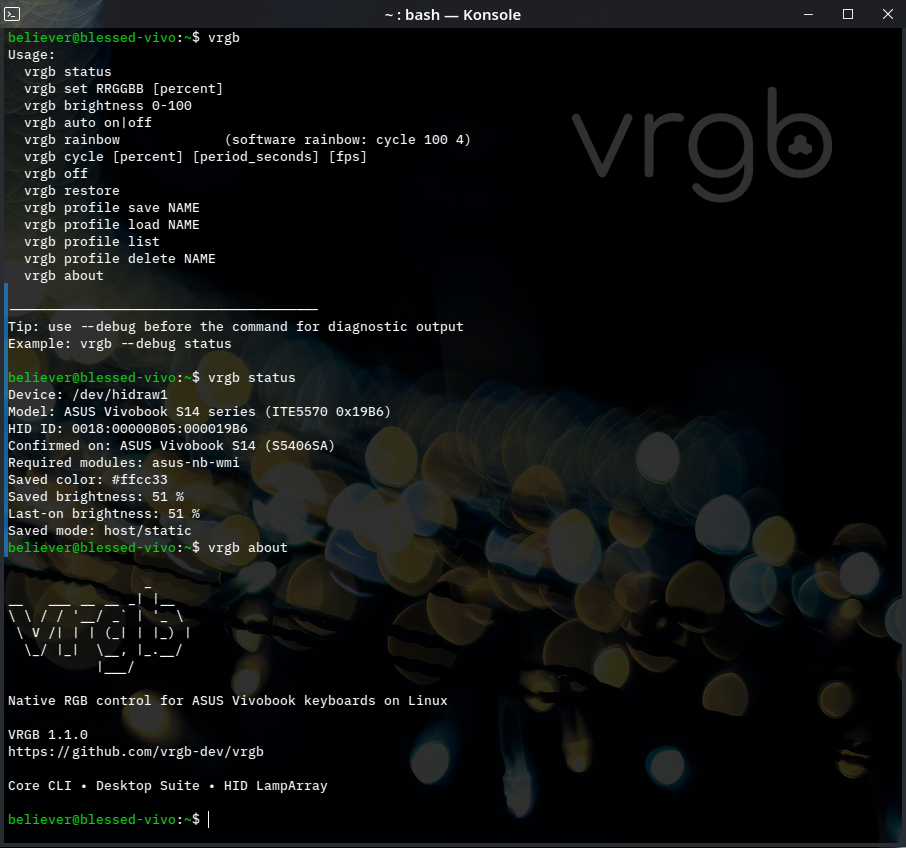 ~ : bash — Konsole
believer@blessed-vivo:~$ vrgb
Usage:
  vrgb status
  vrgb set RRGGBB [percent]
  vrgb brightness 0-100
  vrgb auto on|off
  vrgb rainbow             (software rainbow: cycle 100 4)
  vrgb cycle [percent] [period_seconds] [fps]
  vrgb off
  vrgb restore
  vrgb profile save NAME
  vrgb profile load NAME
  vrgb profile list
  vrgb profile delete NAME
  vrgb about
vrgb
Tip: use --debug before the command for diagnostic output
Example: vrgb --debug status
believer@blessed-vivo:~$ vrgb status
Device: /dev/hidraw1
Model: ASUS Vivobook S14 series (ITE5570 0x19B6)
HID ID: 0018:00000B05:000019B6
Confirmed on: ASUS Vivobook S14 (S5406SA)
Required modules: asus-nb-wmi
Saved color: #ffcc33
Saved brightness: 51 %
Last-on brightness: 51 %
Saved mode: host/static
believer@blessed-vivo:~$ vrgb about
vrgb
Native RGB control for ASUS Vivobook keyboards on Linux
VRGB 1.1.0
https://github.com/vrgb-dev/vrgb
Core CLI • Desktop Suite • HID LampArray
believer@blessed-vivo:~$